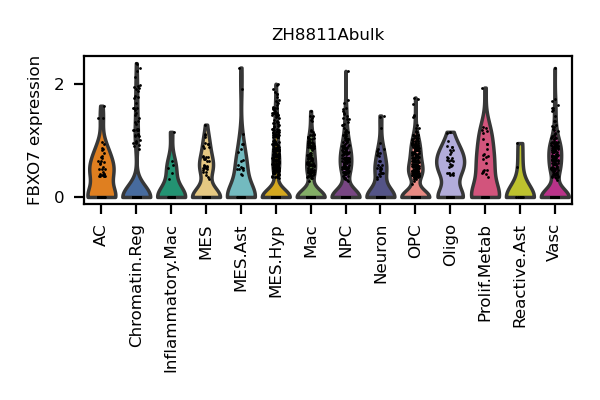 ZH8811Abulk
FBXO7 expression
2
0
AC
Chromatin.Reg
Inflammatory.Mac
MES
MES.Ast
MES.Hyp
Mac
NPC
Neuron
OPC
Oligo
Prolif.Metab
Reactive.Ast
Vasc